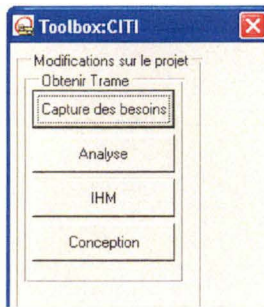 Toolbox:CITI
Modifications sur le projet
Obtenir Trame
Capture des besoins
Analyse
IHM
Conception